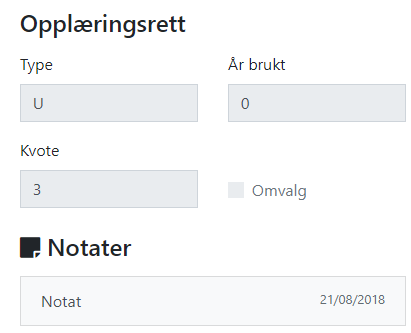 Opplæringsrett
Type
År brukt
U
0
Kvote
3
Omvalg
Notater
Notat
21/08/2018